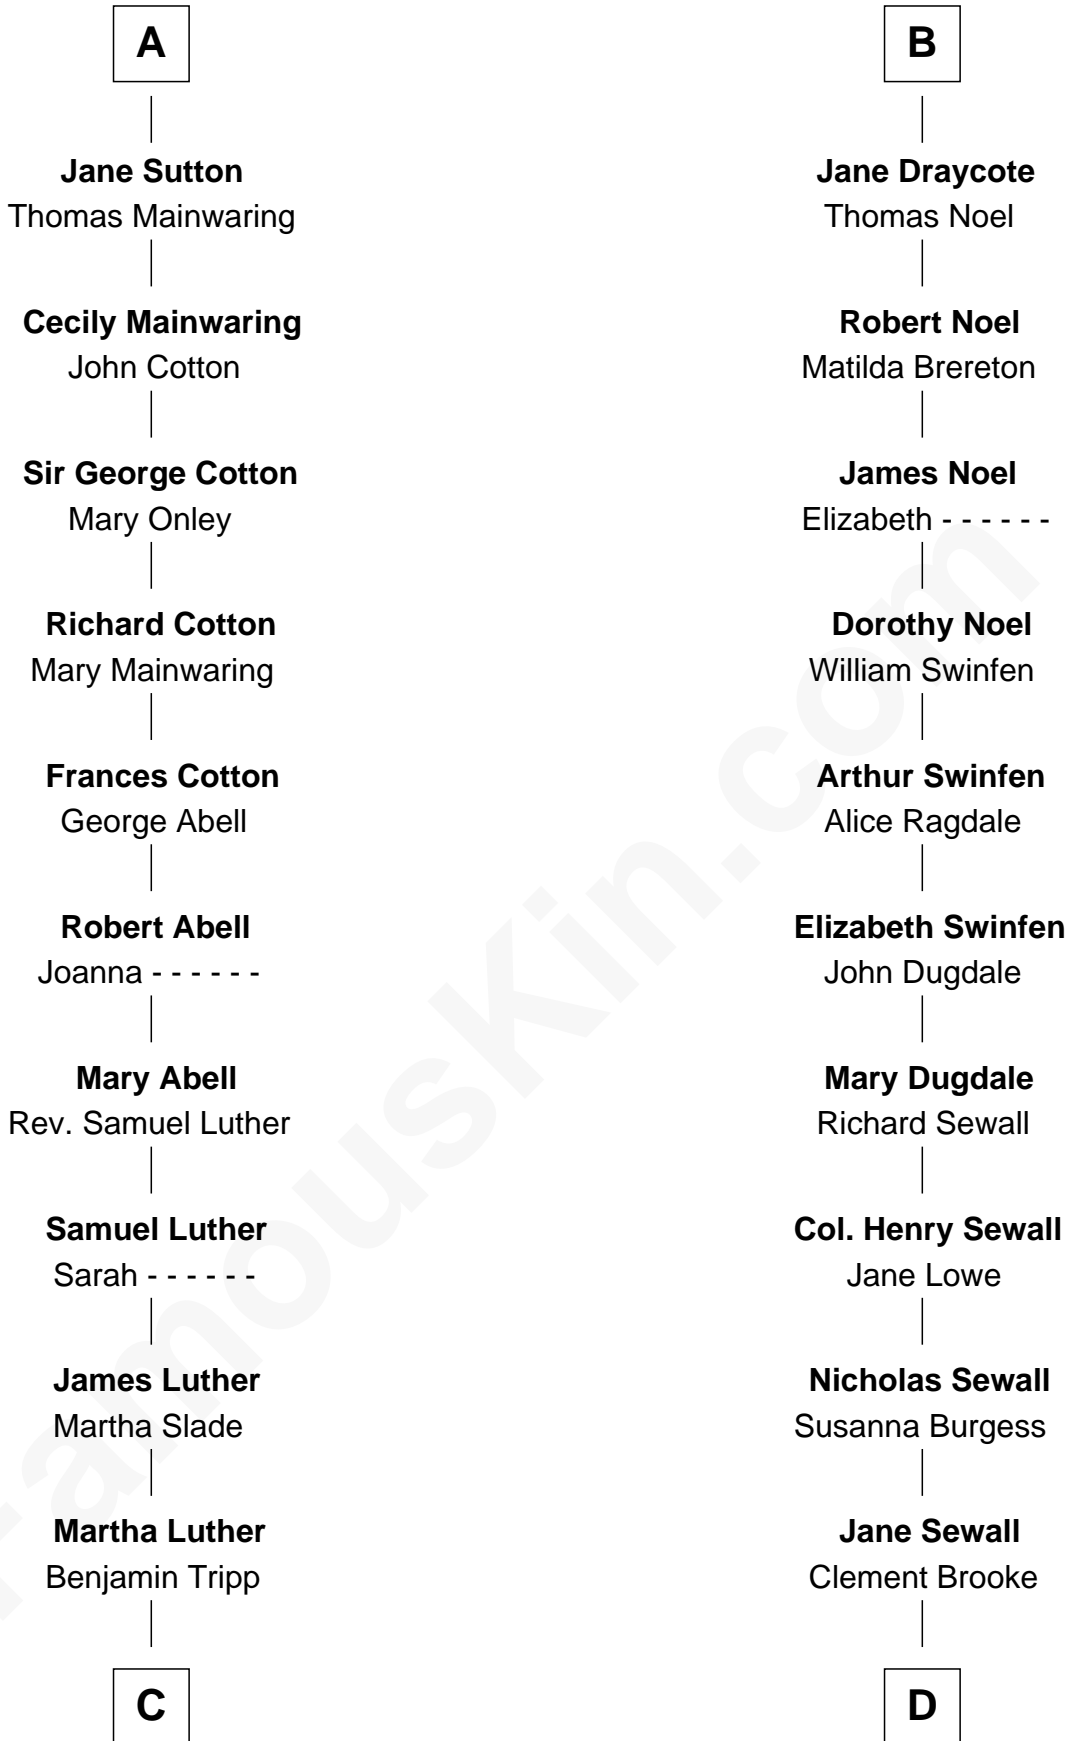 A
Jane Sutton
Thomas Mainwaring
Cecily Mainwaring
John Cotton
Sir George Cotton
Mary Onley
Richard Cotton
Mary Mainwaring
Frances Cotton
George Abell
Robert Abell
Joanna - - - - - -
Mary Abell
Rev. Samuel Luther
Samuel Luther
Sarah - - - - - -
James Luther
Martha Slade
Martha Luther
Benjamin Tripp
C
B
Jane Draycote
Thomas Noel
Robert Noel
Matilda Brereton
James Noel
Elizabeth - - - - - -
Dorothy Noel
William Swinfen
Arthur Swinfen
Alice Ragdale
Elizabeth Swinfen
John Dugdale
Mary Dugdale
Richard Sewall
Col. Henry Sewall
Jane Lowe
Nicholas Sewall
Susanna Burgess
Jane Sewall
Clement Brooke
D
FamousKin.com